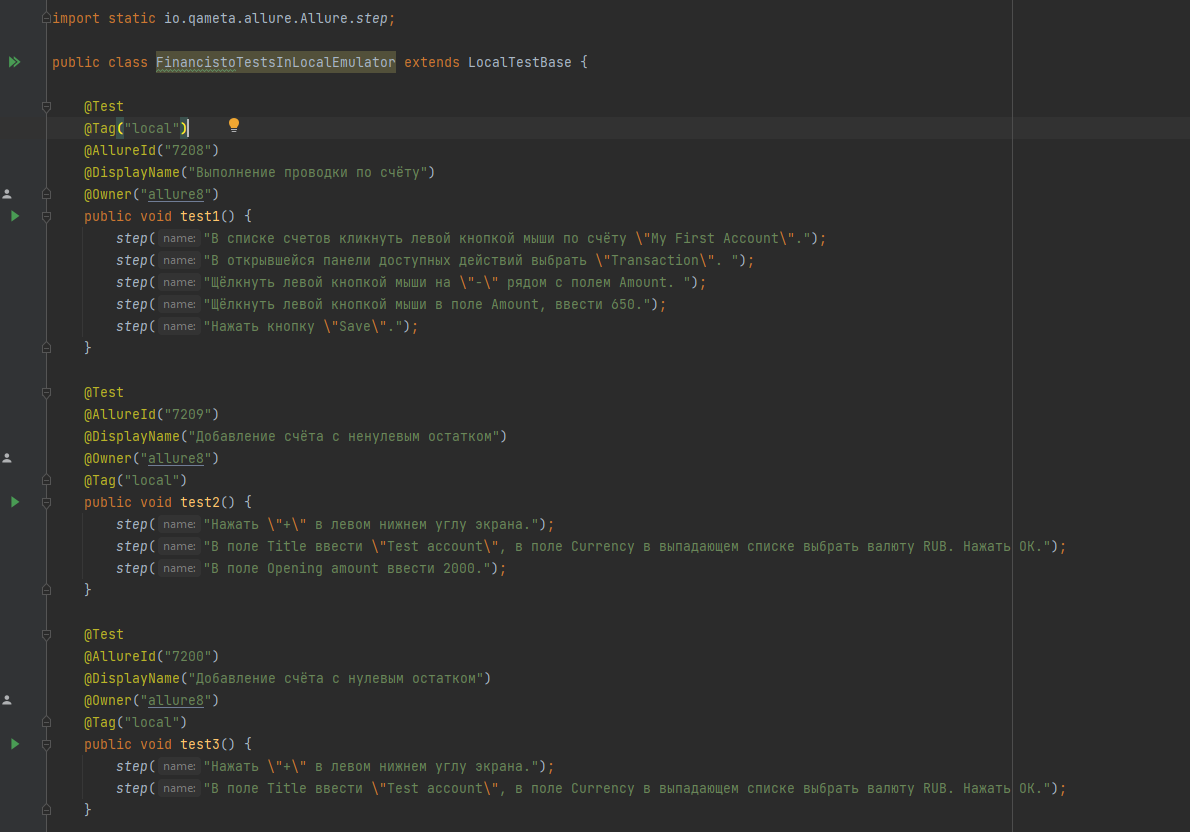 import static io.qameta.allure.Allure.step;
public class FinancistoTestsInLocalEmulator extends LocalTestBase {
@Test
@Tag("local")
@AllureId("7208")
@DisplayName("Выполнение проводки по счёту")
@Owner("allure8")
public void test1() {
step( name: "В списке счетов кликнуть левой кнопкой мыши по счёту \"My First Account\".");
step( name: "В открывшейся панели доступных действий выбрать \"Transaction\". ");
step( name: "Щёлкнуть левой кнопкой мыши на \"-\" рядом с полем Amount. ");
step( name: "Щёлкнуть левой кнопкой мыши в поле Amount, ввести 650.");
step( name: "Нажать кнопку \"Save\".");
}
@Test
@AllureId("7209")
@DisplayName("Добавление счёта с ненулевым остатком")
@Owner("allure8")
@Tag("local")
public void test2() {
step( name: "Нажать \"+\" в левом нижнем углу экрана.");
step( name: "В поле Title ввести \"Test account\", в поле Currency в выпадающем списке выбрать валюту RUB. Нажать ОК.");
step( name: "В поле Opening amount ввести 2000.");
}
@Test
@AllureId("7200")
@DisplayName("Добавление счёта с нулевым остатком")
@Owner("allure8")
@Tag("local")
public void test3() {
step( name: "Нажать \"+\" в левом нижнем углу экрана.");
step( name: "В поле Title ввести \"Test account\", в поле Currency в выпадающем списке выбрать валюту RUB. Нажать ОК.");
}